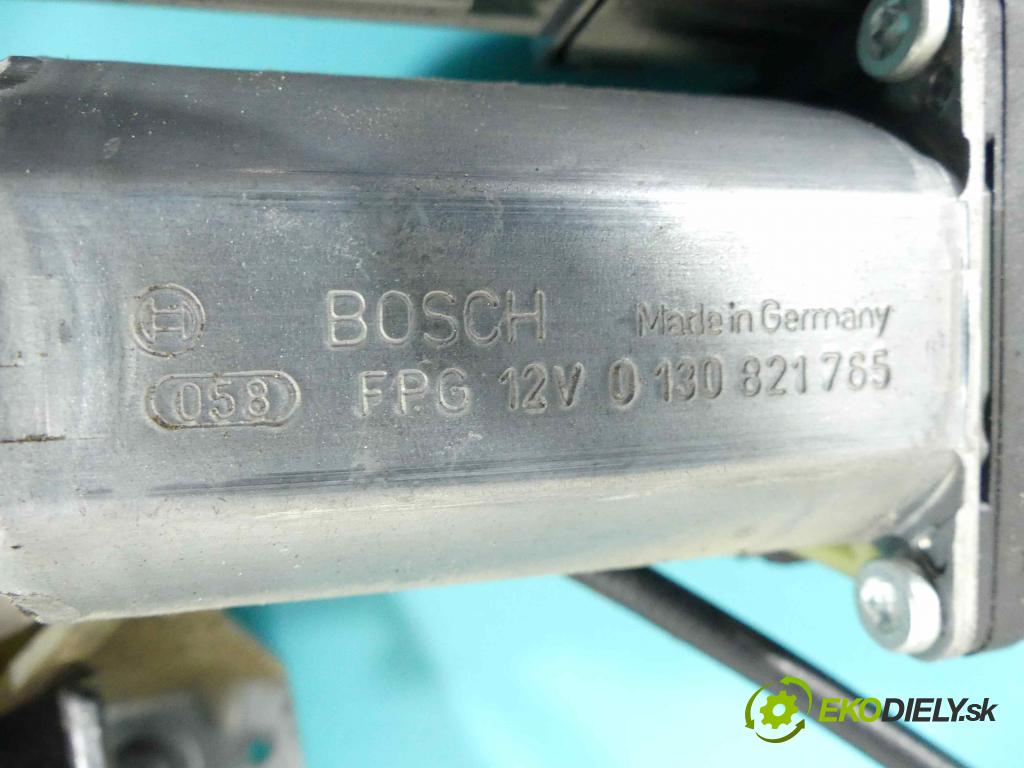 BOSCH Made in Germany
058 FPG 12V 0 130 821 765
EKODIELY.sk